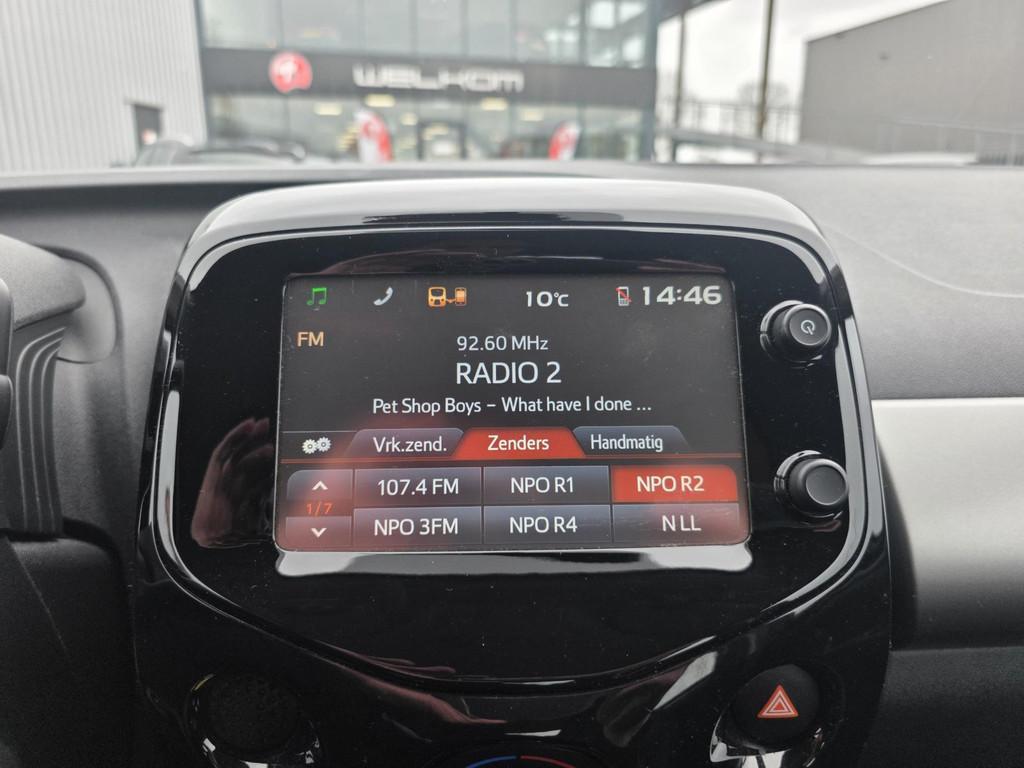 WELKOM
10°C
14:46
FM
92.60 MHz
RADIO 2
Pet Shop Boys – What have I done ...
Vrk.zend.
Zenders
Handmatig
107.4 FM
NPO R1
NPO R2
1/7
NPO 3FM
NPO R4
N LL